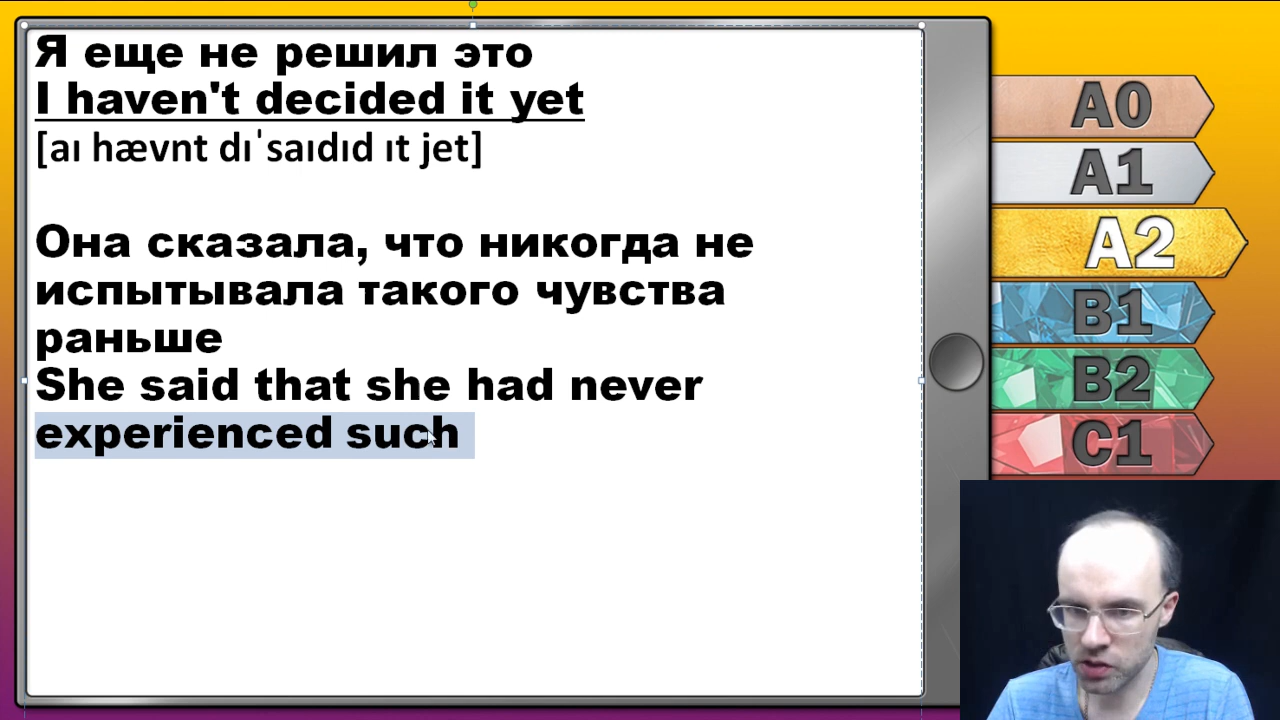 Я еще не решил это
I haven't decided it yet
[aɪ hævnt dɪˈsaɪdɪd ɪt jet]
Она сказала, что никогда не
испытывала такого чувства
раньше
She said that she had never
experienced such
A0
A1
A2
B1
B2
C1